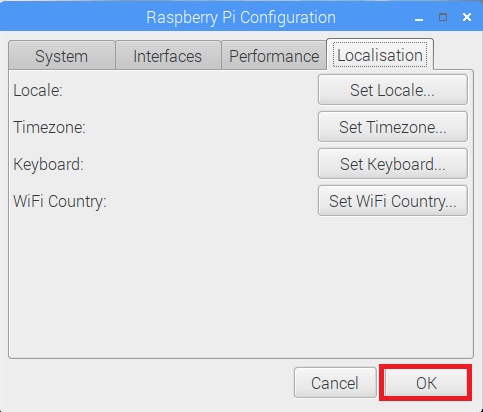 Raspberry Pi Configuration
System Interfaces Performance Localisation
Locale: Set Locale...
Timezone: Set Timezone...
Keyboard: Set Keyboard...
WiFi Country: Set WiFi Country...
Cancel OK